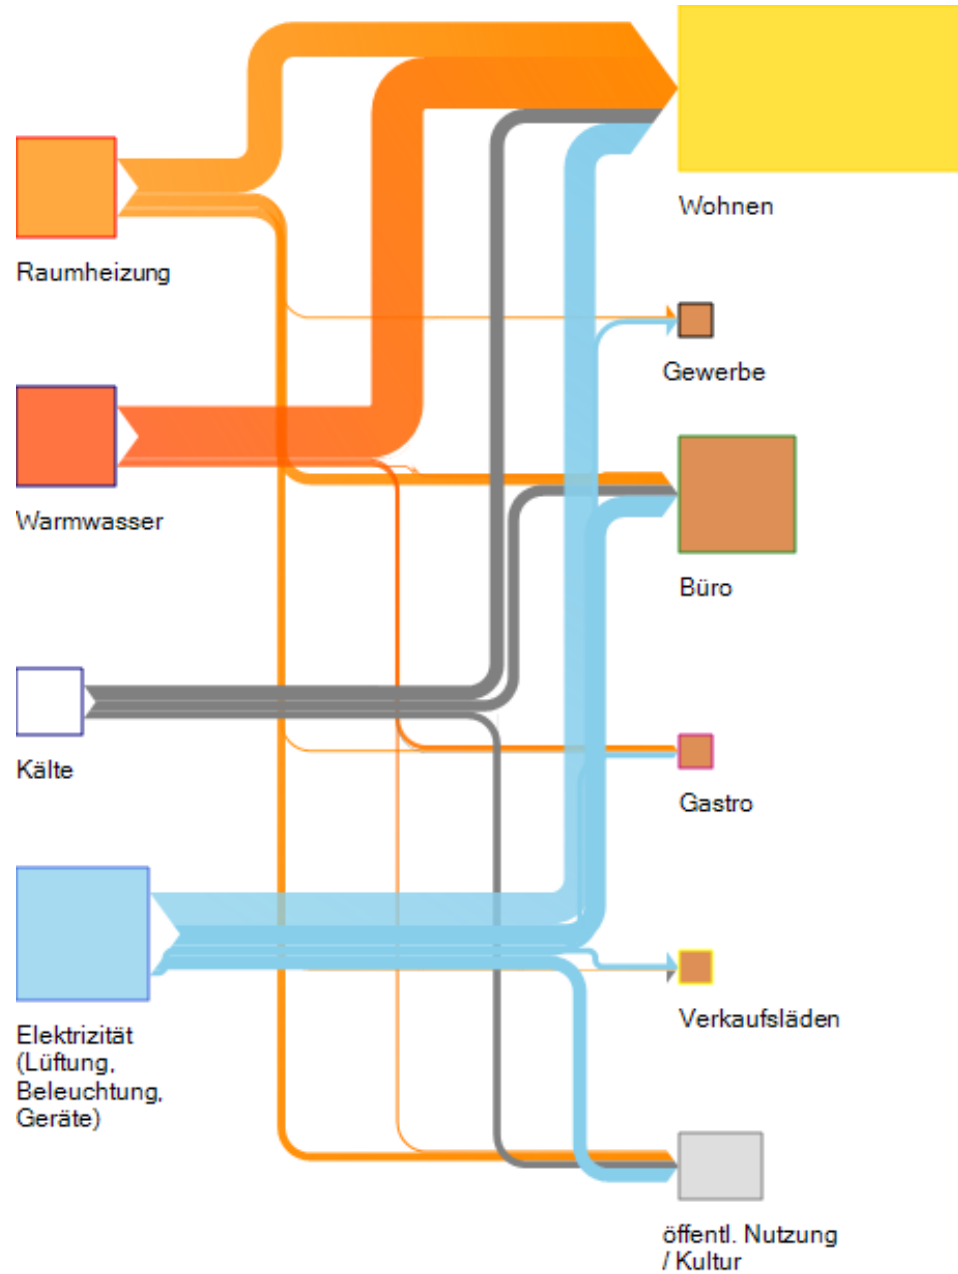 Wohnen
Raumheizung
Gewerbe
Warmwasser
Büro
Kälte
Gastro
Elektrizität
(Lüftung,
Beleuchtung,
Geräte)
Verkaufsläden
öffentl. Nutzung
/ Kultur